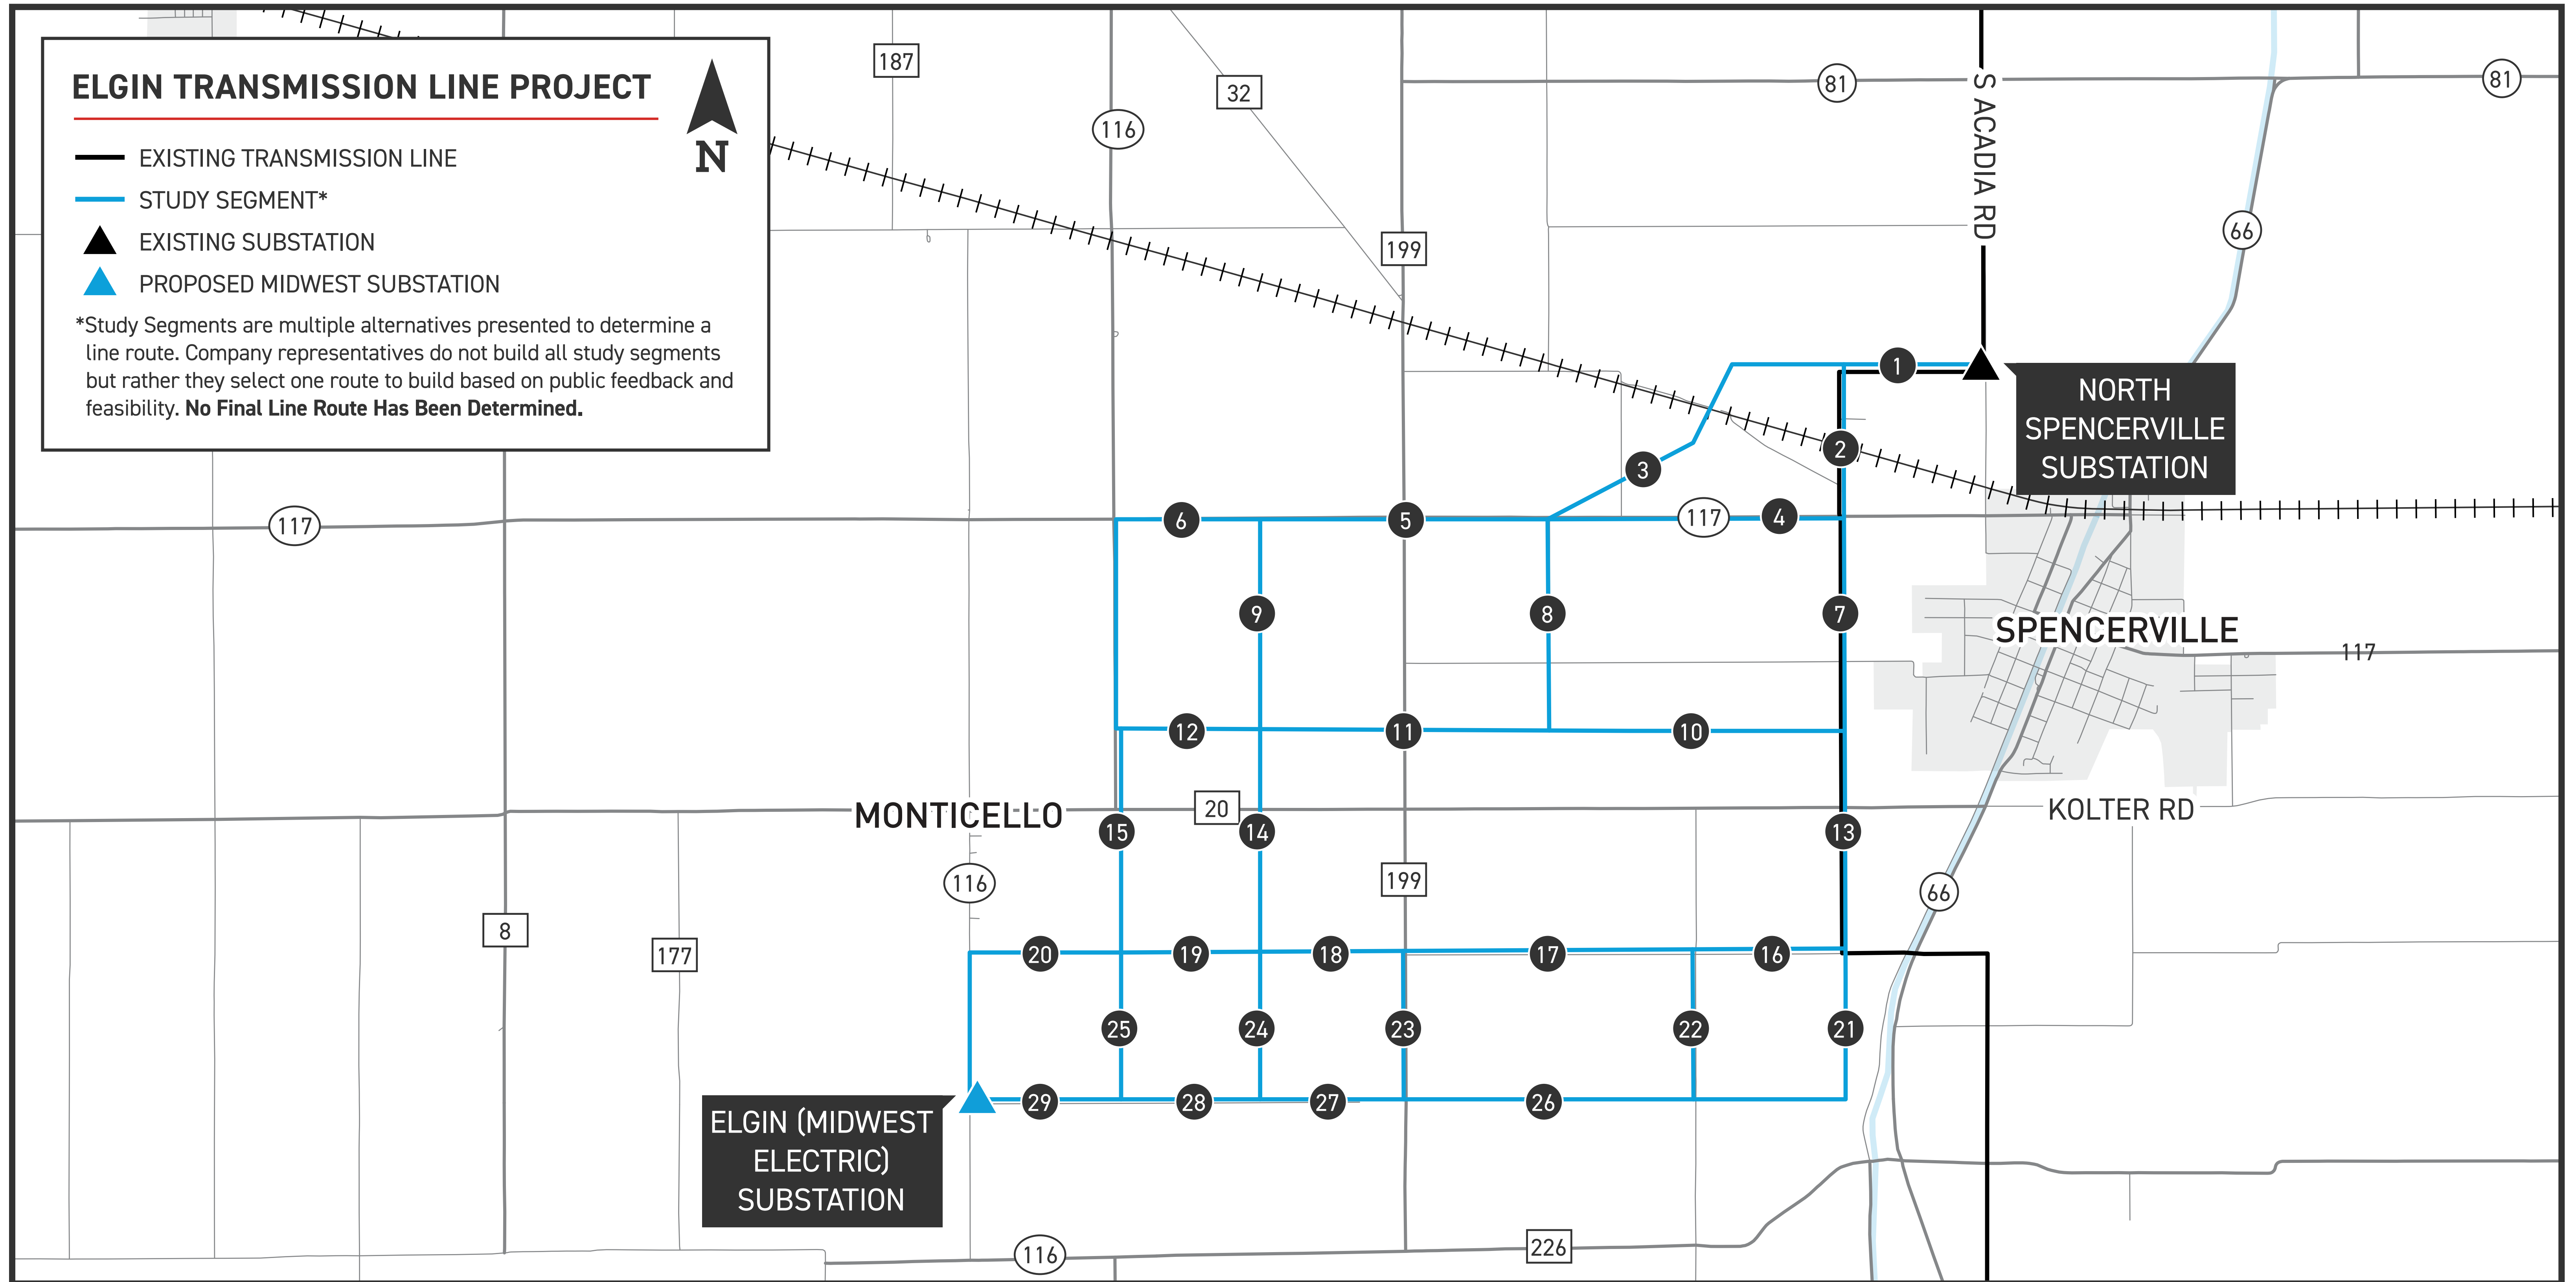 ELGIN TRANSMISSION LINE PROJECT
N
EXISTING TRANSMISSION LINE
STUDY SEGMENT*
EXISTING SUBSTATION
PROPOSED MIDWEST SUBSTATION
*Study Segments are multiple alternatives presented to determine a
line route. Company representatives do not build all study segments
but rather they select one route to build based on public feedback and
feasibility. No Final Line Route Has Been Determined.
187
32
116
81
81
S ACADIA RD
199
66
1
NORTH
SPENCERVILLE
SUBSTATION
2
3
117
6
5
117
4
9
8
7
SPENCERVILLE
117
12
11
10
MONTICELLO
20
KOLTER RD
15
14
13
116
199
66
8
177
20
19
18
17
16
25
24
23
22
21
29
28
27
26
ELGIN (MIDWEST
ELECTRIC)
SUBSTATION
116
226